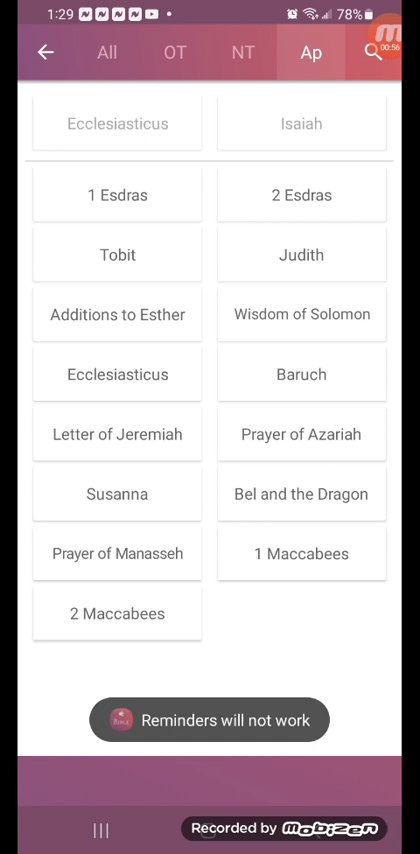 1:29 78%
All OT NT Ap
00:56
Ecclesiasticus Isaiah
1 Esdras 2 Esdras
Tobit Judith
Additions to Esther Wisdom of Solomon
Ecclesiasticus Baruch
Letter of Jeremiah Prayer of Azariah
Susanna Bel and the Dragon
Prayer of Manasseh 1 Maccabees
2 Maccabees
Reminders will not work
Recorded by mobizen